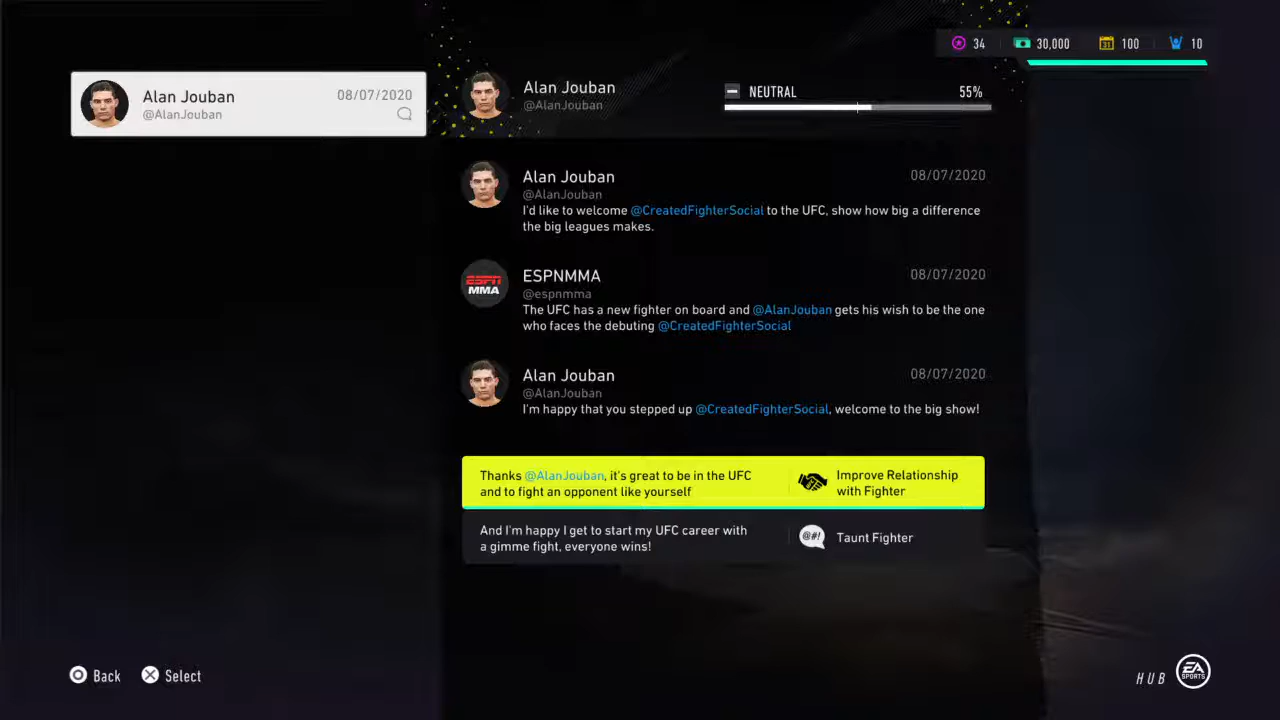 34 30,000 31 100 10
Alan Jouban 08/07/2020
@AlanJouban
Alan Jouban
@AlanJouban
NEUTRAL 55%
Alan Jouban 08/07/2020
@AlanJouban
I'd like to welcome @CreatedFighterSocial to the UFC, show how big a difference
the big leagues makes.
ESPN
MMA
ESPNMMA 08/07/2020
@espnmma
The UFC has a new fighter on board and @AlanJouban gets his wish to be the one
who faces the debuting @CreatedFighterSocial
Alan Jouban 08/07/2020
@AlanJouban
I'm happy that you stepped up @CreatedFighterSocial, welcome to the big show!
Thanks @AlanJouban, it's great to be in the UFC
and to fight an opponent like yourself
Improve Relationship
with Fighter
And I'm happy I get to start my UFC career with
a gimme fight, everyone wins!
@#!
Taunt Fighter
Back Select
HUB
EA
SPORTS